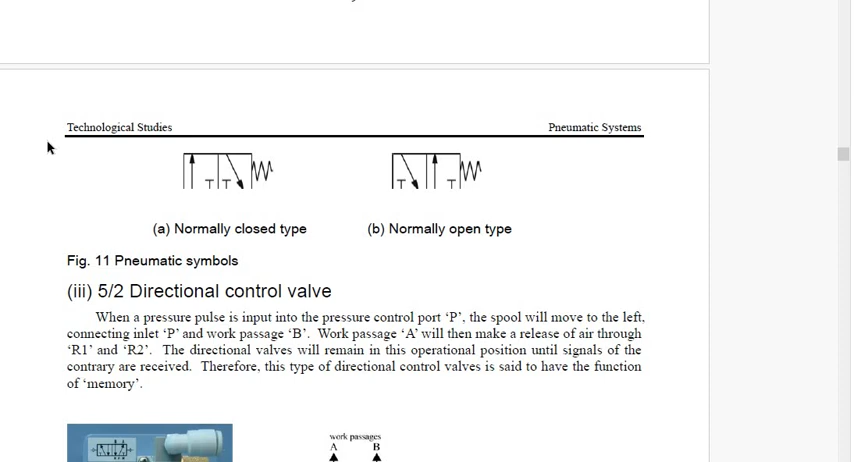 Technological Studies Pneumatic Systems
(a) Normally closed type (b) Normally open type
Fig. 11 Pneumatic symbols
(iii) 5/2 Directional control valve
When a pressure pulse is input into the pressure control port ‘P’, the spool will move to the left,
connecting inlet ‘P’ and work passage ‘B’. Work passage ‘A’ will then make a release of air through
‘R1’ and ‘R2’. The directional valves will remain in this operational position until signals of the
contrary are received. Therefore, this type of directional control valves is said to have the function
of ‘memory’.
work passages
A B